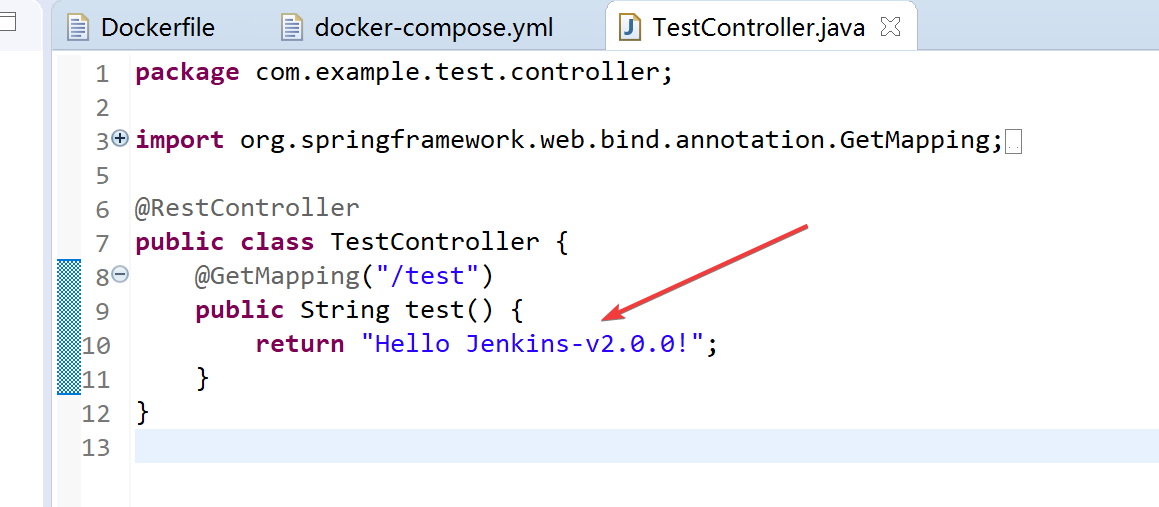 Dockerfile docker-compose.yml TestController.java
1 package com.example.test.controller;
2
3 import org.springframework.web.bind.annotation.GetMapping;
5
6 @RestController
7 public class TestController {
8 @GetMapping("/test")
9 public String test() {
10 return "Hello Jenkins-v2.0.0!";
11 }
12 }
13